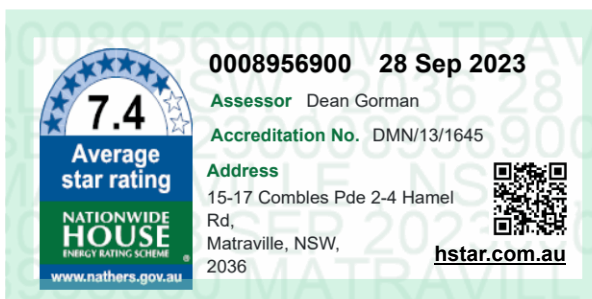 0008956900 28 Sep 2023
7.4
Average
star rating
NATIONWIDE
HOUSE
ENERGY RATING SCHEME
®
www.nathers.gov.au
Assessor Dean Gorman
Accreditation No. DMN/13/1645
Address
15-17 Combles Pde 2-4 Hamel
Rd,
Matraville, NSW,
2036
hstar.com.au